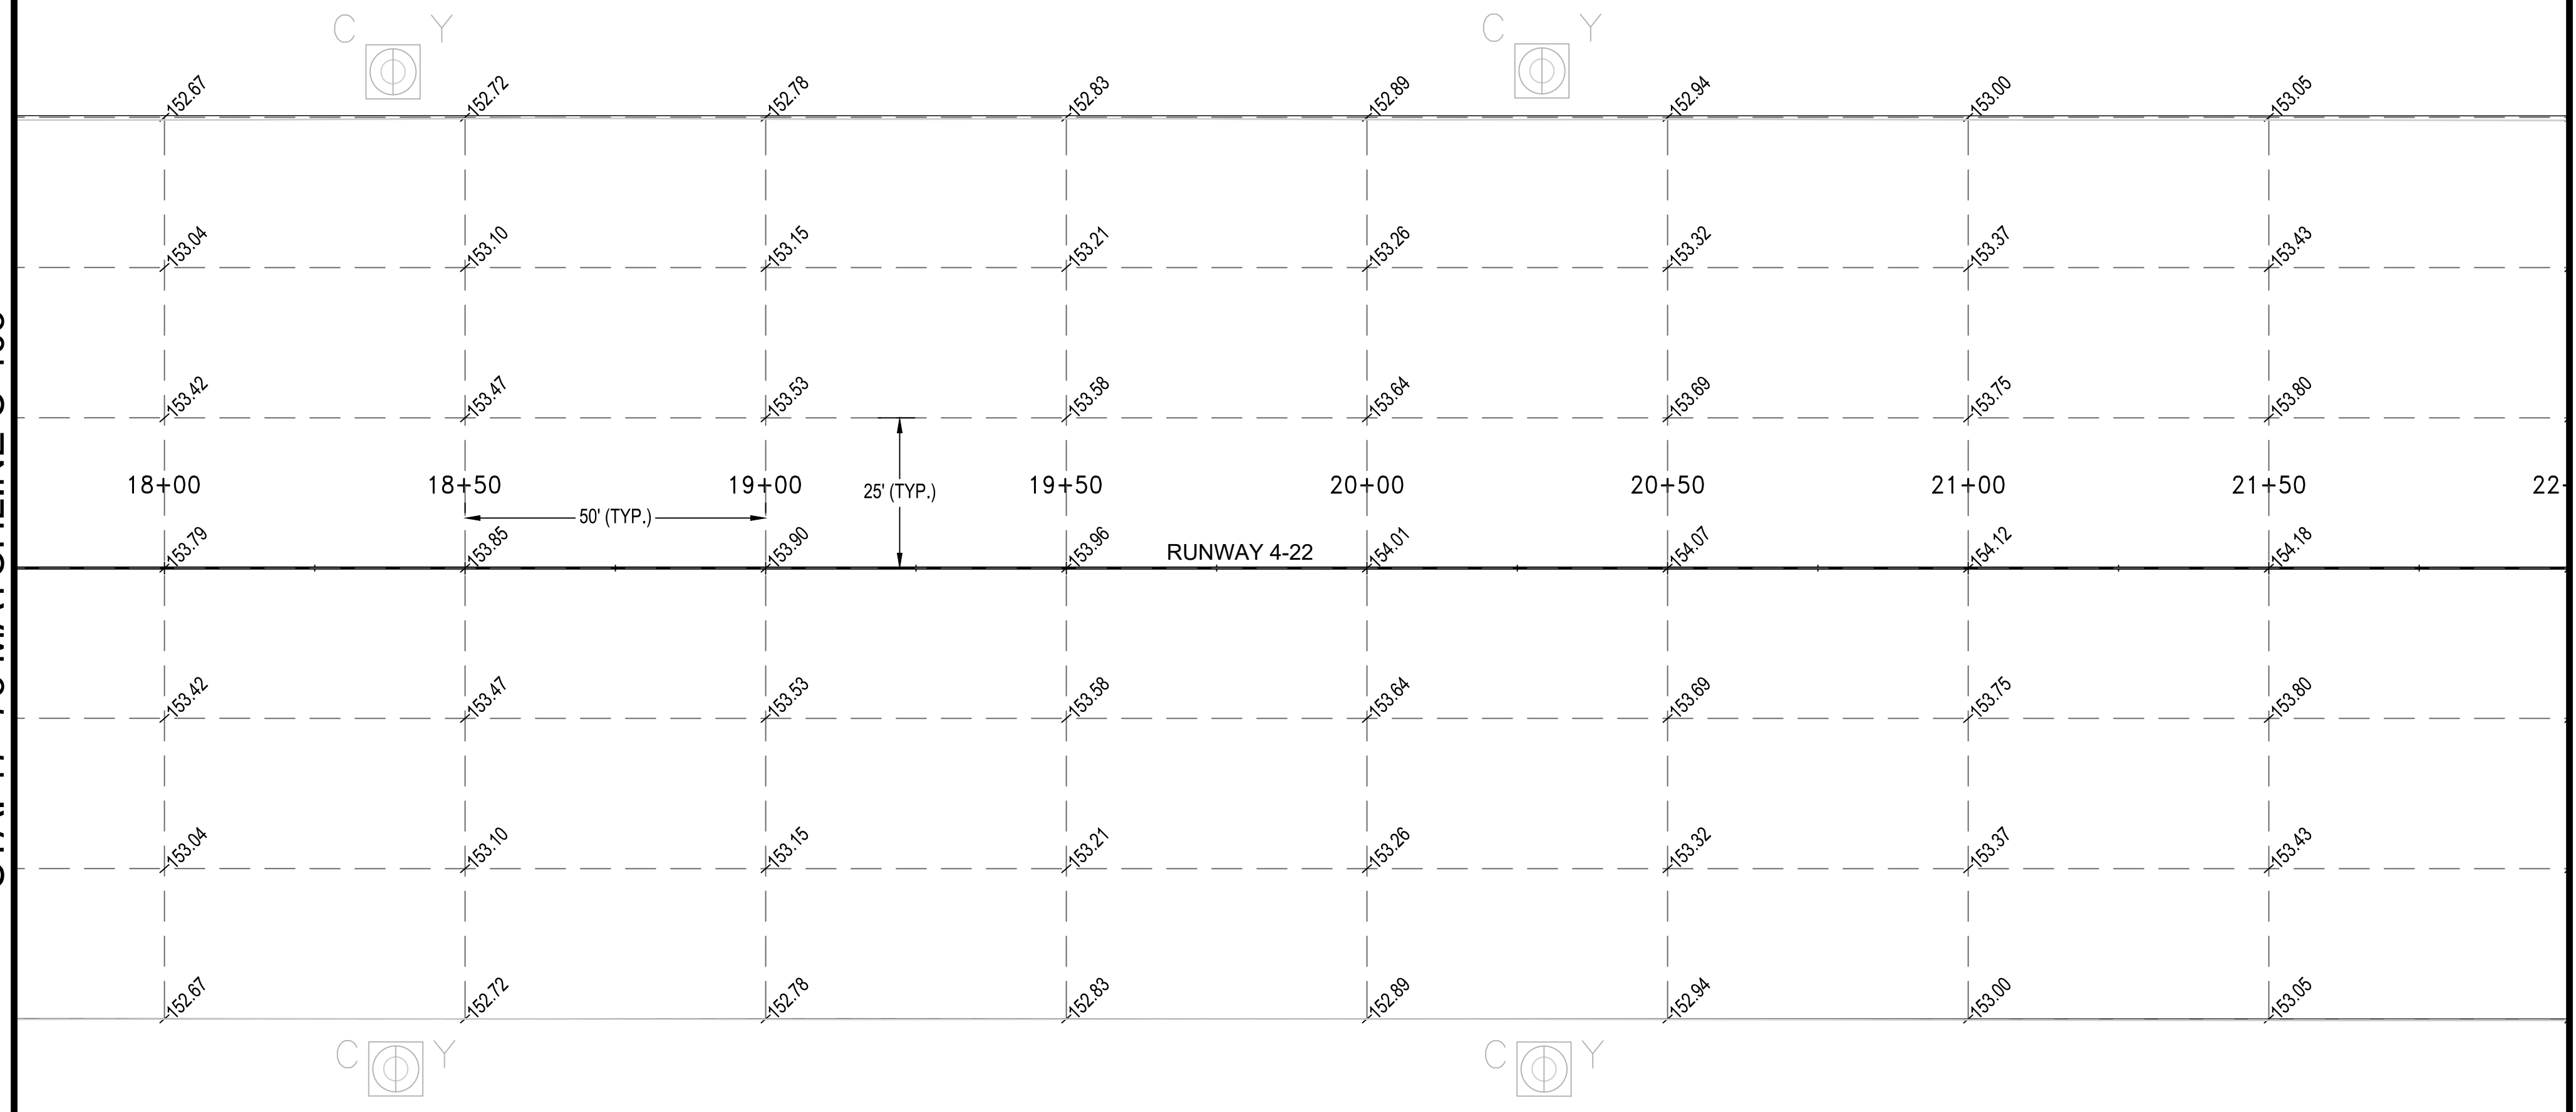 C Y C Y
152.67 152.72 152.78 152.83 152.89 152.94 153.00 153.05
153.04 153.10 153.15 153.21 153.26 153.32 153.37 153.43
153.42 153.47 153.53 153.58 153.64 153.69 153.75 153.80
18+00 18+50 19+00 19+50 20+00 20+50 21+00 21+50
25' (TYP.)
50' (TYP.)
153.79 153.85 153.90 153.96 154.01 154.07 154.12 154.18
RUNWAY 4-22
153.42 153.47 153.53 153.58 153.64 153.69 153.75 153.80
153.04 153.10 153.15 153.21 153.26 153.32 153.37 153.43
152.67 152.72 152.78 152.83 152.89 152.94 153.00 153.05
C Y C Y